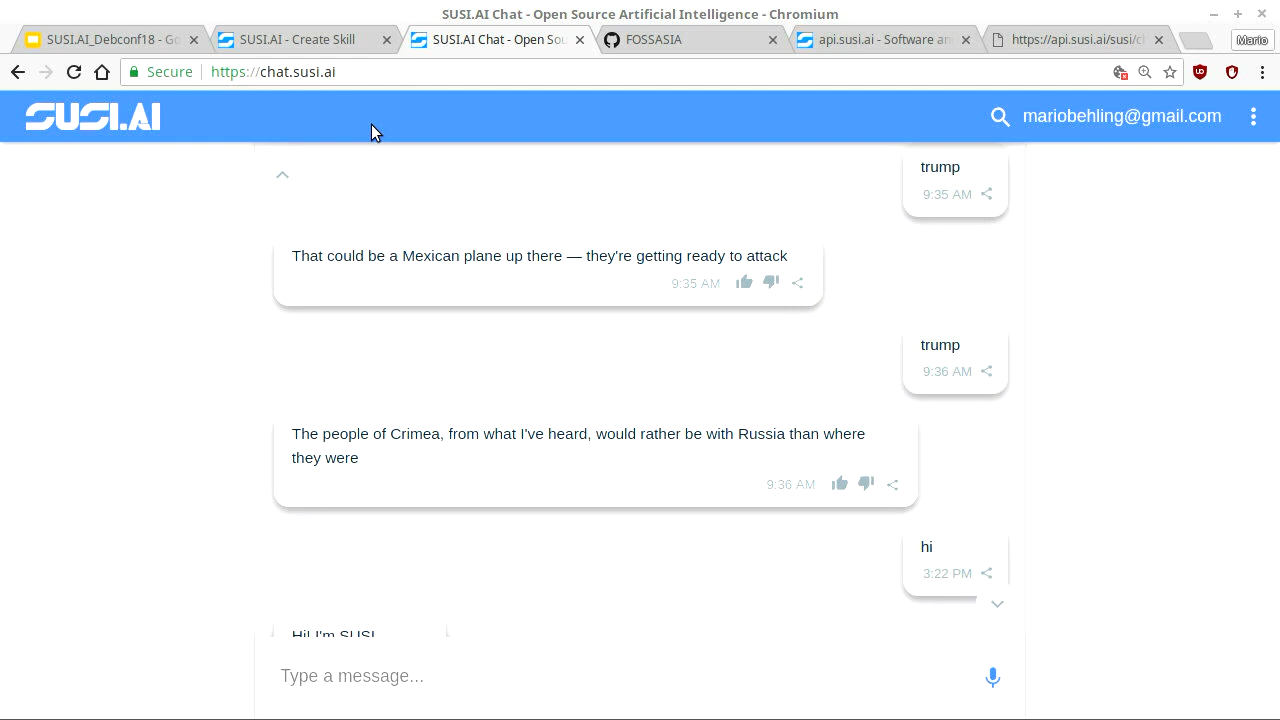 SUSI.AI Chat - Open Source Artificial Intelligence - Chromium
SUSI.AI_Debconf18 - Go
SUSI.AI - Create Skill
SUSI.AI Chat - Open Sou
FOSSASIA
api.susi.ai - Software an
https://api.susi.ai/susi/cl
Mario
Secure
https://chat.susi.ai
SUSI.AI
mariobehling@gmail.com
trump
9:35 AM
That could be a Mexican plane up there — they're getting ready to attack
9:35 AM
trump
9:36 AM
The people of Crimea, from what I've heard, would rather be with Russia than where
they were
9:36 AM
hi
3:22 PM
Hi! I'm SUSI
Type a message...